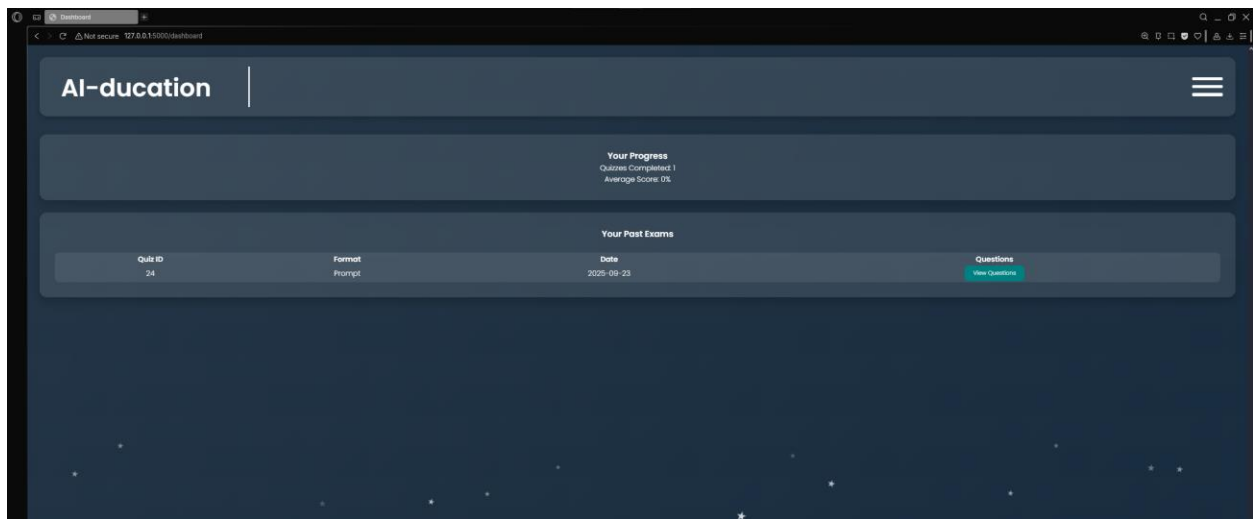 Dashboard
Not secure 127.0.0.1:5000/dashboard
AI-ducation
Your Progress
Quizzes Completed: 1
Average Score: 0%
Your Past Exams
Quiz ID Format Date Questions
24 Prompt 2025-09-23 View Questions